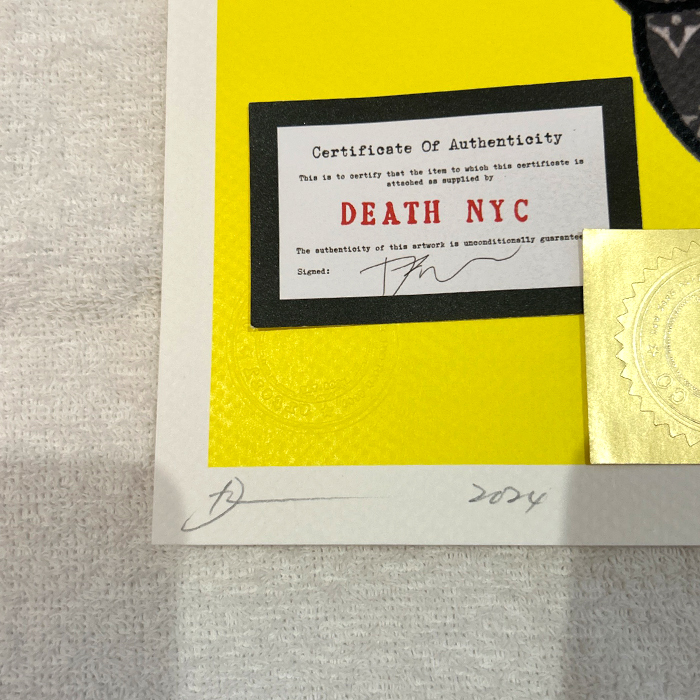 Certificate Of Authenticity
This is to certify that the item to which this certificate is
attached as supplied by
DEATH NYC
The authenticity of this artwork is unconditionally guarantee
Signed:
2024